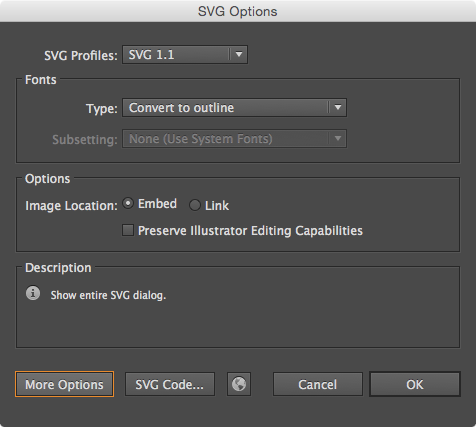 SVG Options
SVG Profiles: SVG 1.1
Fonts
Type: Convert to outline
Subsetting: None (Use System Fonts)
Options
Image Location: Embed Link
Preserve Illustrator Editing Capabilities
Description
Show entire SVG dialog.
More Options SVG Code... Cancel OK